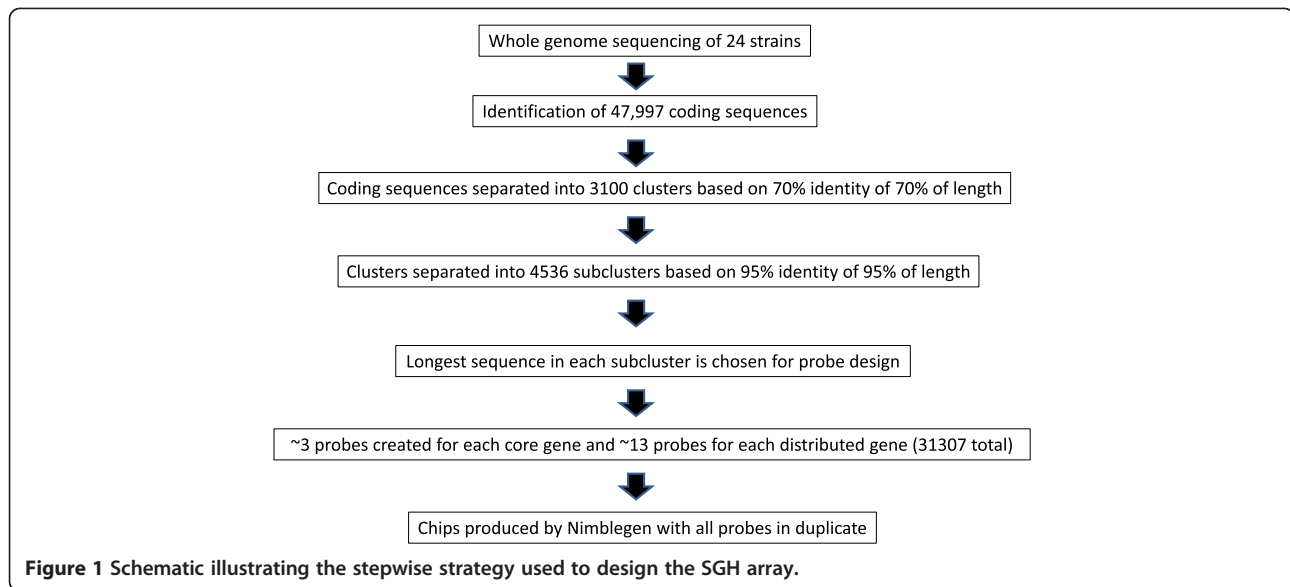 Whole genome sequencing of 24 strains
Identification of 47,997 coding sequences
Coding sequences separated into 3100 clusters based on 70% identity of 70% of length
Clusters separated into 4536 subclusters based on 95% identity of 95% of length
Longest sequence in each subcluster is chosen for probe design
~3 probes created for each core gene and ~13 probes for each distributed gene (31307 total)
Chips produced by Nimblegen with all probes in duplicate
Figure 1 Schematic illustrating the stepwise strategy used to design the SGH array.